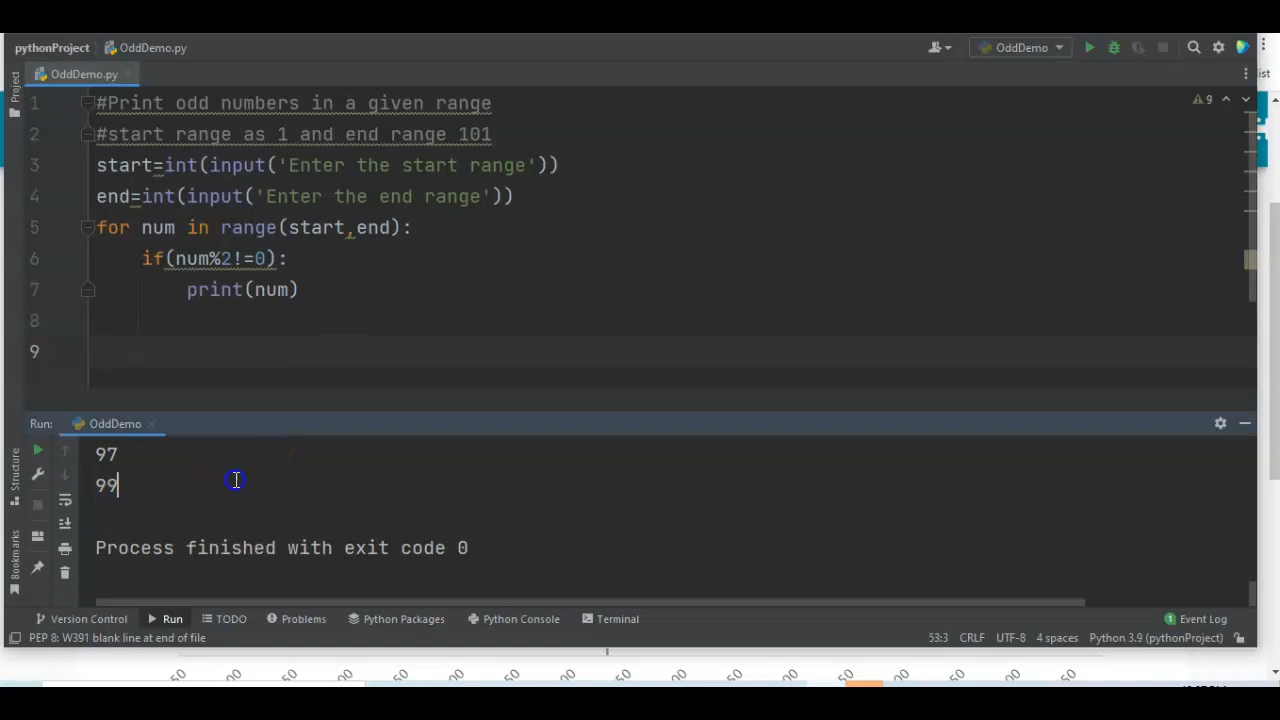 pythonProject OddDemo.py OddDemo
Project OddDemo.py
1 #Print odd numbers in a given range 9
2 #start range as 1 and end range 101
3 start=int(input('Enter the start range'))
4 end=int(input('Enter the end range'))
5 for num in range(start,end):
6 if(num%2!=0):
7 print(num)
8
9
Run: OddDemo
97
99
Process finished with exit code 0
Structure
Bookmarks
Version Control Run TODO Problems Python Packages Python Console Terminal 1 Event Log
PEP 8: W391 blank line at end of file 53:3 CRLF UTF-8 4 spaces Python 3.9 (pythonProject)